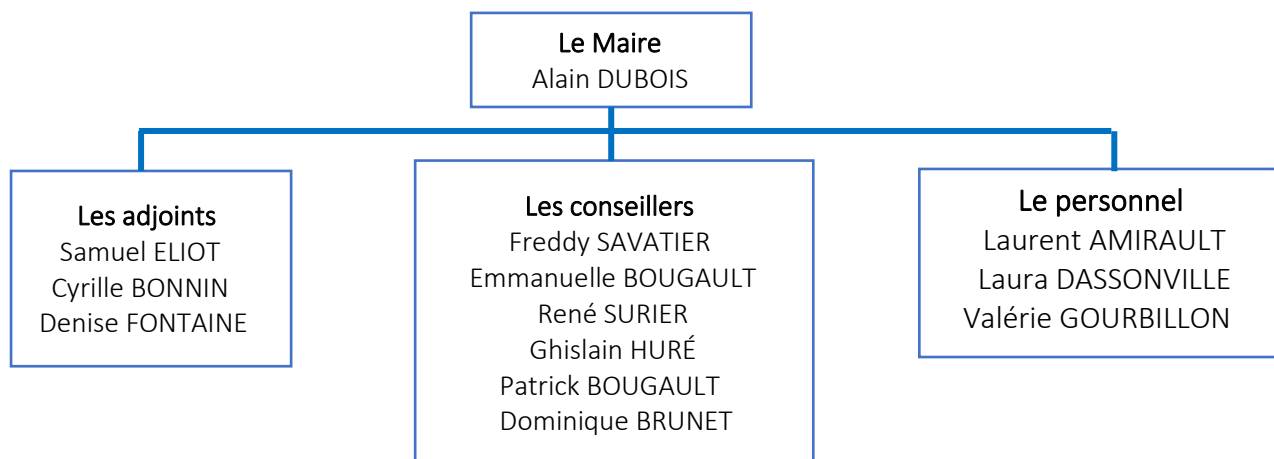 Le Maire
Alain DUBOIS
Les adjoints
Samuel ELIOT
Cyrille BONNIN
Denise FONTAINE
Les conseillers
Freddy SAVATIER
Emmanuelle BOUGAULT
René SURIER
Ghislain HURÉ
Patrick BOUGAULT
Dominique BRUNET
Le personnel
Laurent AMIRAULT
Laura DASSONVILLE
Valérie GOURBILLON